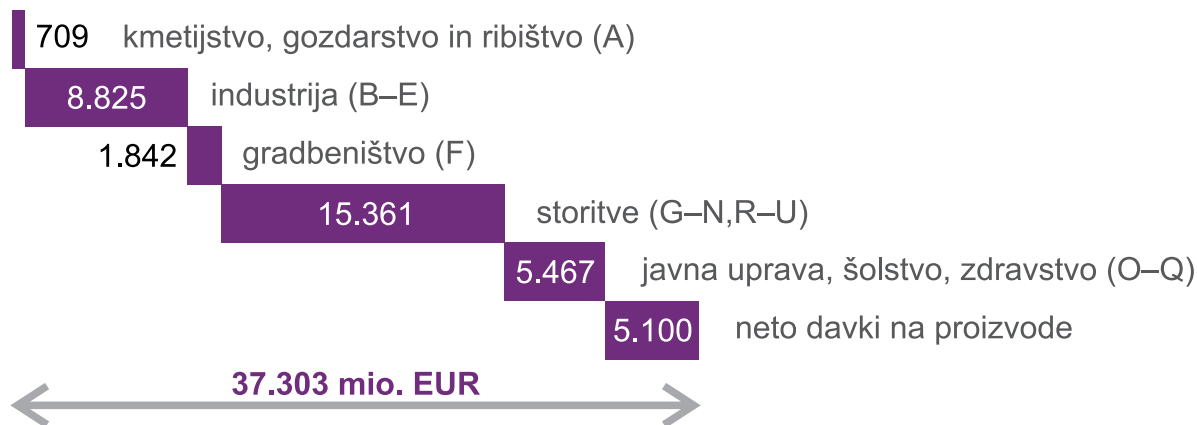 709 kmetijstvo, gozdarstvo in ribištvo (A)
8.825 industrija (B–E)
1.842 gradbeništvo (F)
15.361 storitve (G–N,R–U)
5.467 javna uprava, šolstvo, zdravstvo (O–Q)
5.100 neto davki na proizvode
37.303 mio. EUR